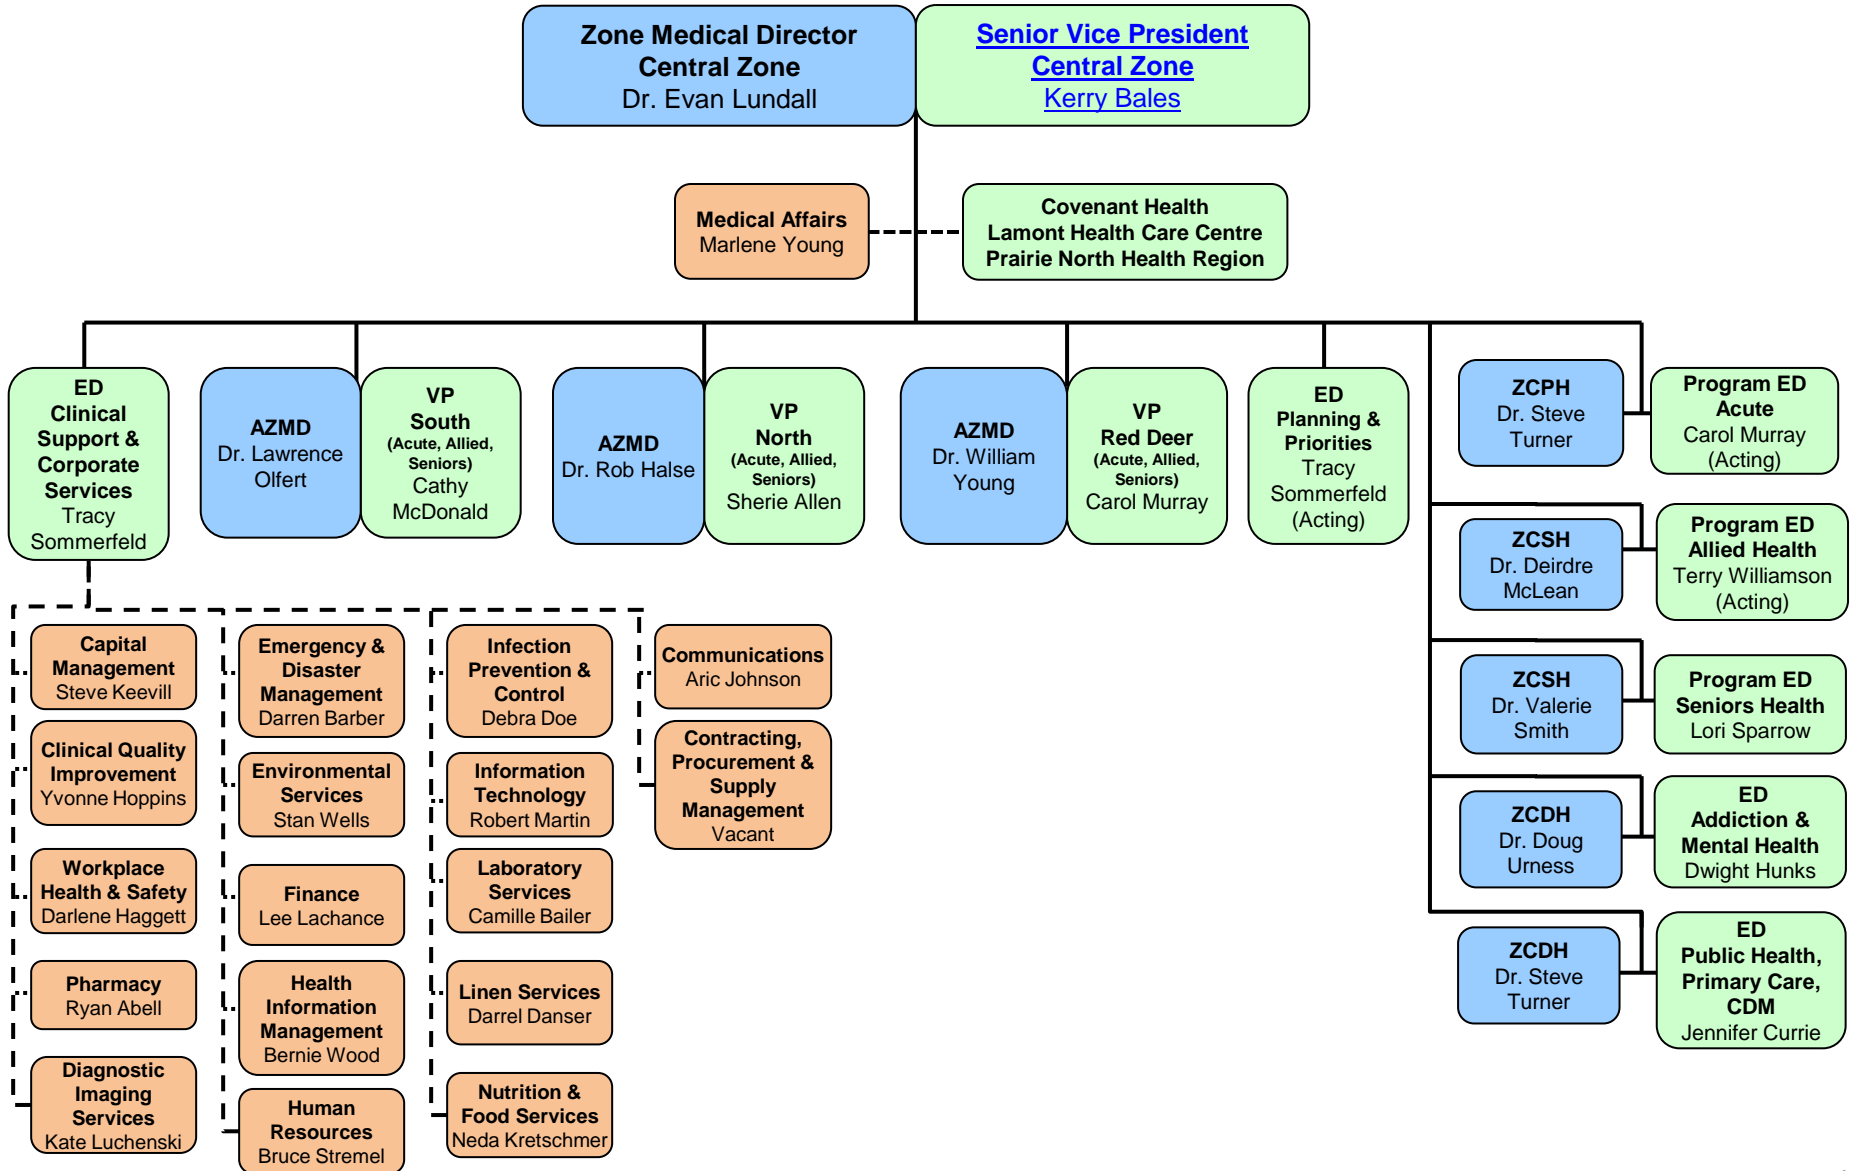 Zone Medical Director
Central Zone
Dr. Evan Lundall
Senior Vice President
Central Zone
Kerry Bales
Medical Affairs
Marlene Young
Covenant Health
Lamont Health Care Centre
Prairie North Health Region
ED
Clinical
Support &
Corporate
Services
Tracy
Sommerfeld
AZMD
Dr. Lawrence
Olfert
VP
South
(Acute, Allied,
Seniors)
Cathy
McDonald
AZMD
Dr. Rob Halse
VP
North
(Acute, Allied,
Seniors)
Sherie Allen
AZMD
Dr. William
Young
VP
Red Deer
(Acute, Allied,
Seniors)
Carol Murray
ED
Planning &
Priorities
Tracy
Sommerfeld
(Acting)
ZCPH
Dr. Steve
Turner
Program ED
Acute
Carol Murray
(Acting)
ZCSH
Dr. Deirdre
McLean
Program ED
Allied Health
Terry Williamson
(Acting)
ZCSH
Dr. Valerie
Smith
Program ED
Seniors Health
Lori Sparrow
ZCDH
Dr. Doug
Urness
ED
Addiction &
Mental Health
Dwight Hunks
ZCDH
Dr. Steve
Turner
ED
Public Health,
Primary Care,
CDM
Jennifer Currie
Capital
Management
Steve Keevill
Clinical Quality
Improvement
Yvonne Hoppins
Workplace
Health & Safety
Darlene Haggett
Pharmacy
Ryan Abell
Diagnostic
Imaging
Services
Kate Luchenski
Emergency &
Disaster
Management
Darren Barber
Environmental
Services
Stan Wells
Finance
Lee Lachance
Health
Information
Management
Bernie Wood
Human
Resources
Bruce Stremel
Infection
Prevention &
Control
Debra Doe
Information
Technology
Robert Martin
Laboratory
Services
Camille Bailer
Linen Services
Darrel Danser
Nutrition &
Food Services
Neda Kretschmer
Communications
Aric Johnson
Contracting,
Procurement &
Supply
Management
Vacant